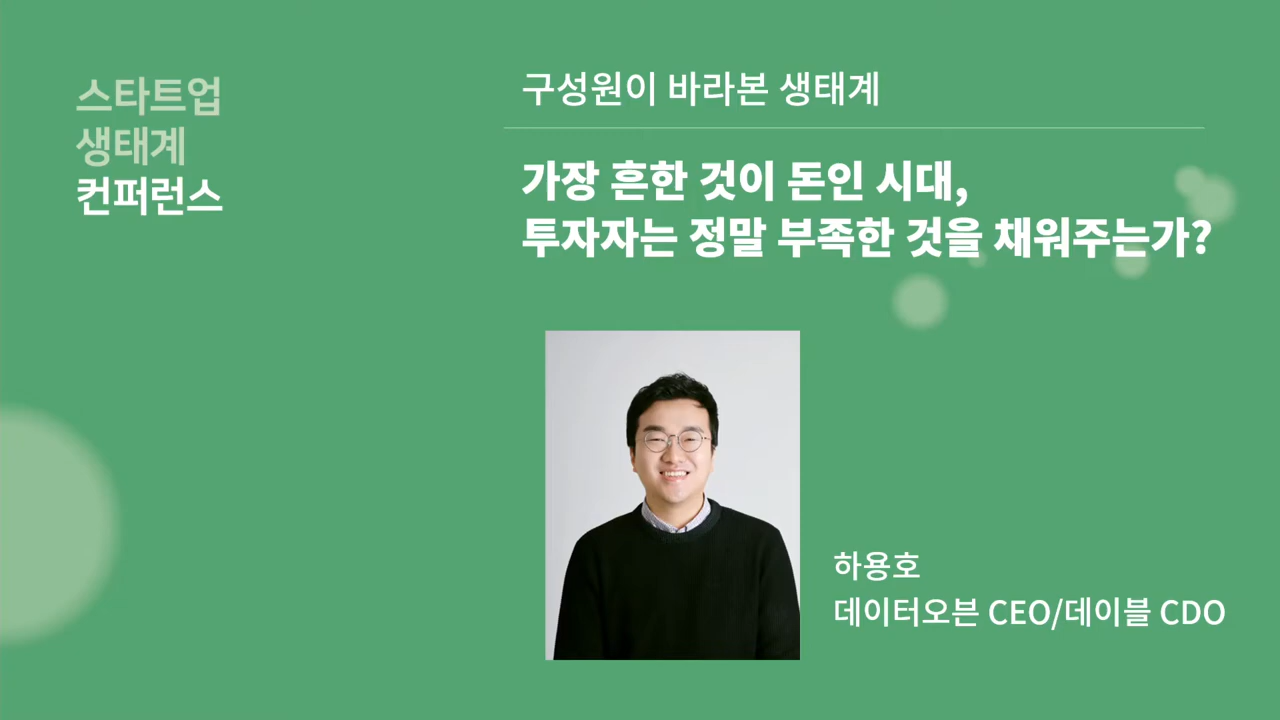 스타트업
생태계
컨퍼런스
구성원이 바라본 생태계
가장 흔한 것이 돈인 시대,
투자자는 정말 부족한 것을 채워주는가?
하용호
데이터오븐 CEO/데이블 CDO